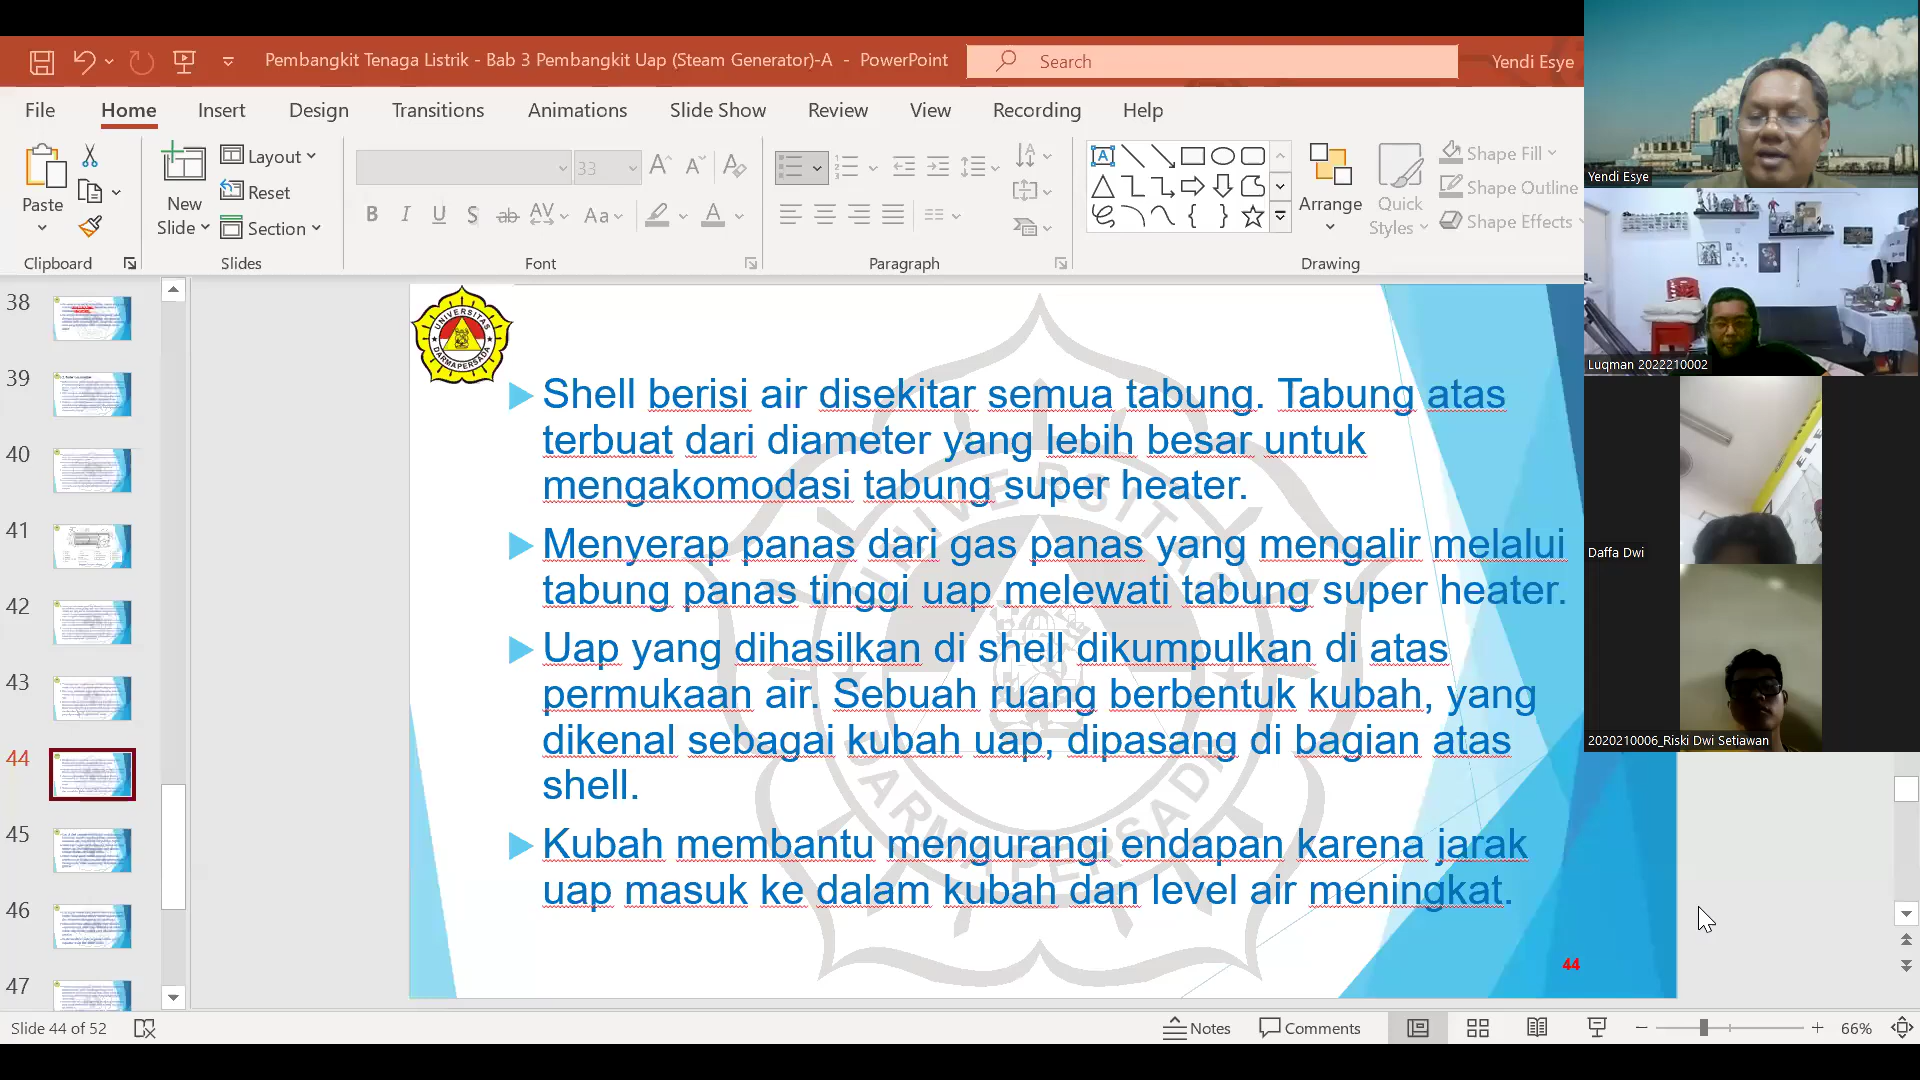 Pembangkit Tenaga Listrik - Bab 3 Pembangkit Uap (Steam Generator)-A - PowerPoint
Search
Yendi Esye
File Home Insert Design Transitions Animations Slide Show Review View Recording Help
Paste
Clipboard
New Slide
Layout
Reset
Section
Slides
33
Font
Paragraph
Arrange
Quick Styles
Shape Fill
Shape Outline
Shape Effects
Drawing
38
39
40
41
42
43
44
45
46
47
UNIVERSITAS
DARMA PERSADA
Shell berisi air disekitar semua tabung. Tabung atas
terbuat dari diameter yang lebih besar untuk
mengakomodasi tabung super heater.
Menyerap panas dari gas panas yang mengalir melalui
tabung panas tinggi uap melewati tabung super heater.
Uap yang dihasilkan di shell dikumpulkan di atas
permukaan air. Sebuah ruang berbentuk kubah, yang
dikenal sebagai kubah uap, dipasang di bagian atas
shell.
Kubah membantu mengurangi endapan karena jarak
uap masuk ke dalam kubah dan level air meningkat.
44
Yendi Esye
Luqman 2022210002
Daffa Dwi
2020210006_Riski Dwi Setiawan
Slide 44 of 52
Notes
Comments
66%